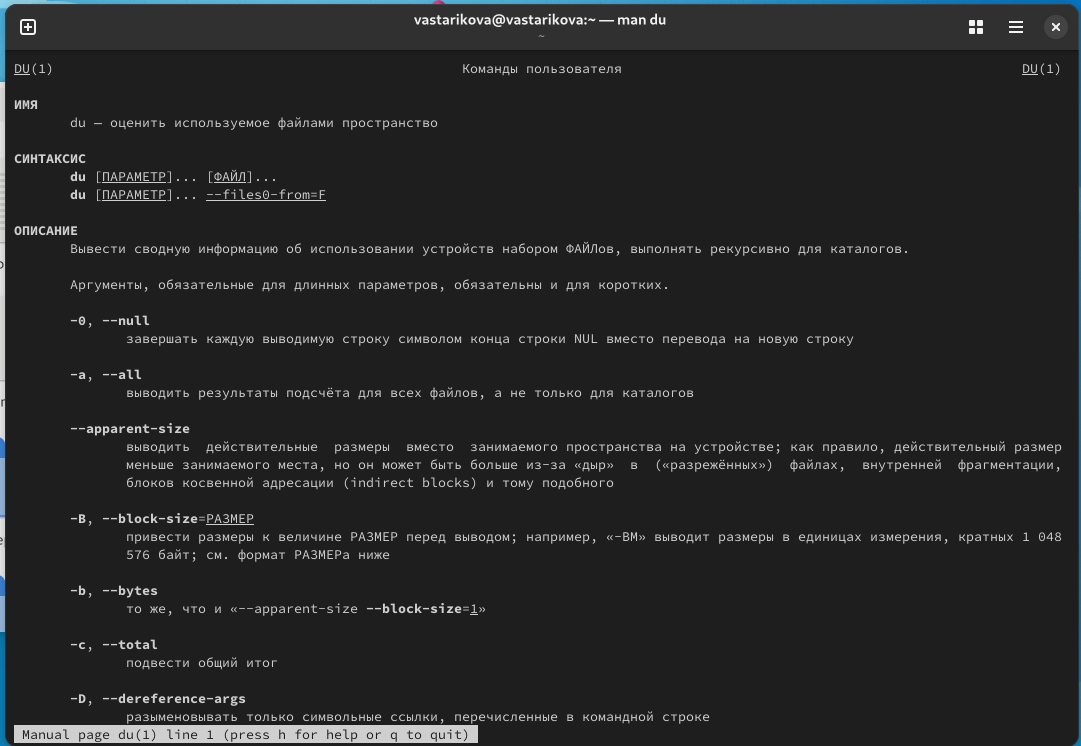 vastarikova@vastarikova:~ — man du
~
DU(1) Команды пользователя DU(1)
ИМЯ
du – оценить используемое файлами пространство
СИНТАКСИС
du [ПАРАМЕТР]... [ФАЙЛ]...
du [ПАРАМЕТР]... --files0-from=F
ОПИСАНИЕ
Вывести сводную информацию об использовании устройств набором ФАЙЛов, выполнять рекурсивно для каталогов.
Аргументы, обязательные для длинных параметров, обязательны и для коротких.
-0, --null
завершать каждую выводимую строку символом конца строки NUL вместо перевода на новую строку
-a, --all
выводить результаты подсчёта для всех файлов, а не только для каталогов
--apparent-size
выводить действительные размеры вместо занимаемого пространства на устройстве; как правило, действительный размер
меньше занимаемого места, но он может быть больше из-за «дыр» в («разрежённых») файлах, внутренней фрагментации,
блоков косвенной адресации (indirect blocks) и тому подобного
-B, --block-size=РАЗМЕР
привести размеры к величине РАЗМЕР перед выводом; например, «-BM» выводит размеры в единицах измерения, кратных 1 048
576 байт; см. формат РАЗМЕРа ниже
-b, --bytes
то же, что и «--apparent-size --block-size=1»
-c, --total
подвести общий итог
-D, --dereference-args
разыменовывать только символьные ссылки, перечисленные в командной строке
Manual page du(1) line 1 (press h for help or q to quit)